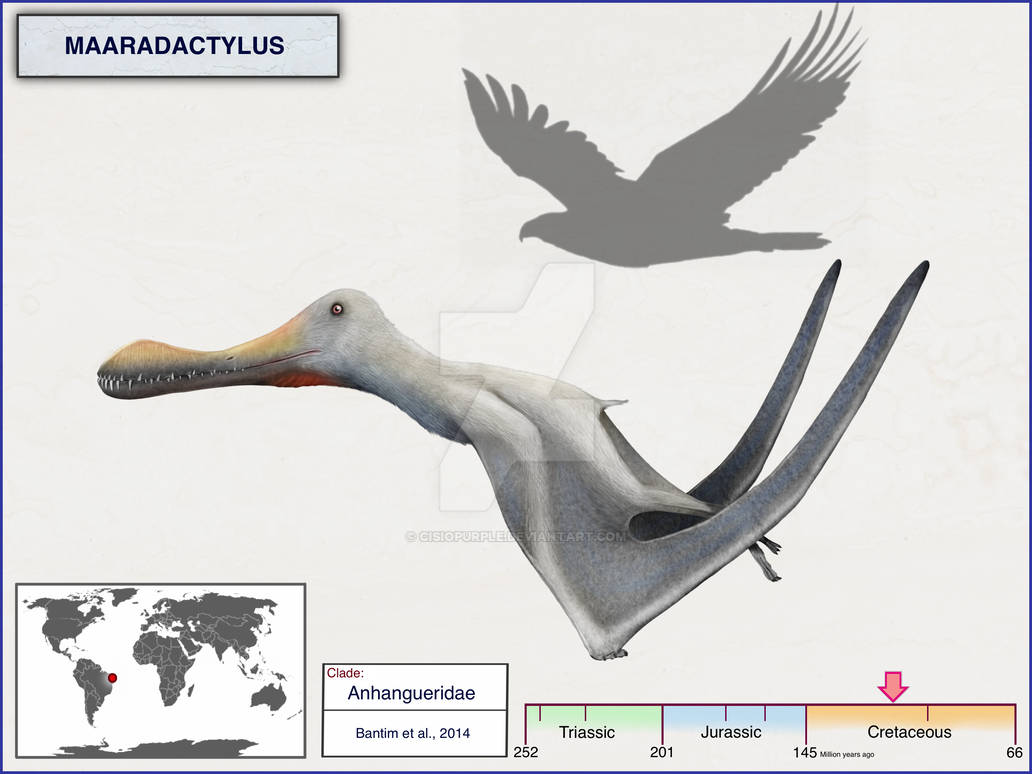 MAARADACTYLUS
© CISIOPURPLE.DEVIANTART.COM
Clade:
Anhangueridae
Bantim et al., 2014
Triassic Jurassic Cretaceous
252 201 145 Million years ago 66